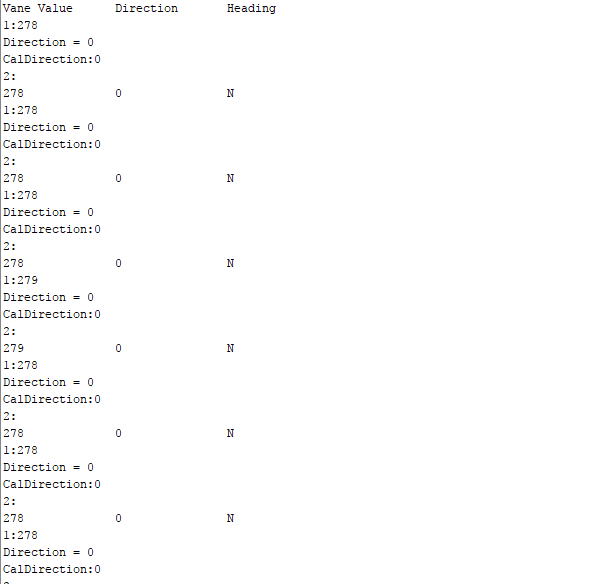 Vane Value Direction Heading
1:278
Direction = 0
CalDirection:0
2:
278 0 N
1:278
Direction = 0
CalDirection:0
2:
278 0 N
1:278
Direction = 0
CalDirection:0
2:
278 0 N
1:279
Direction = 0
CalDirection:0
2:
279 0 N
1:278
Direction = 0
CalDirection:0
2:
278 0 N
1:278
Direction = 0
CalDirection:0
2:
278 0 N
1:278
Direction = 0
CalDirection:0